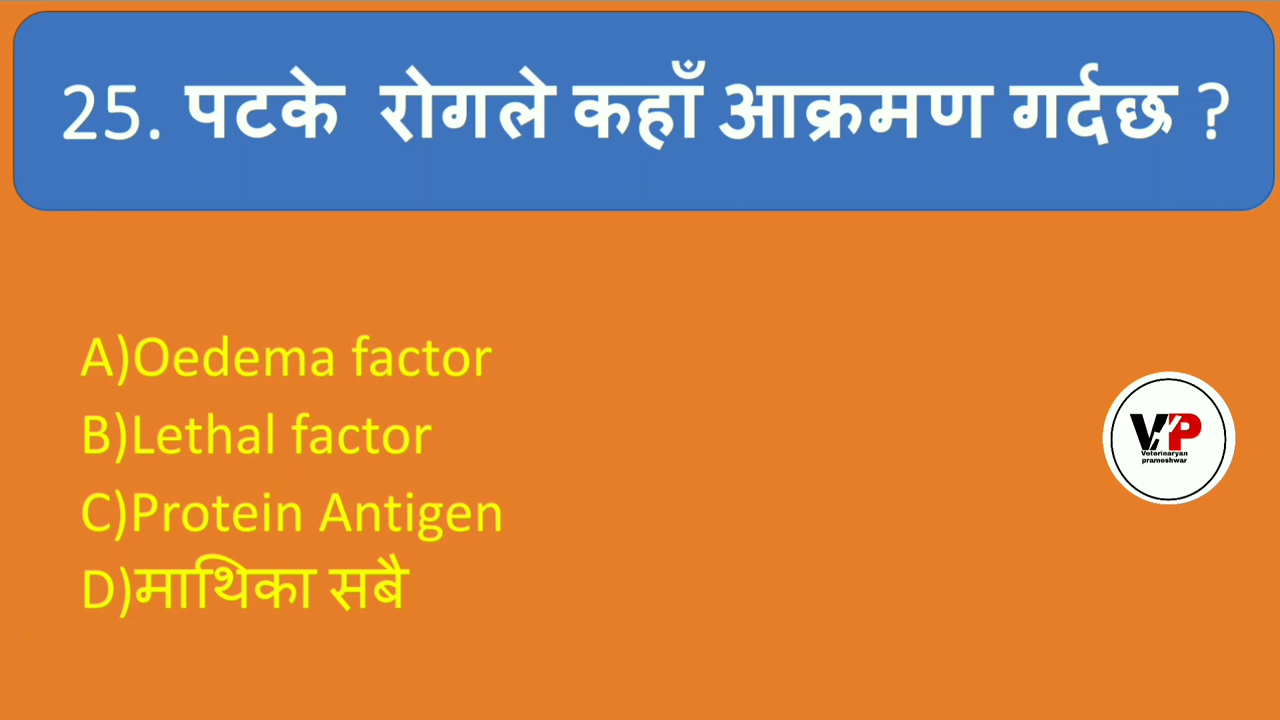 25. पटके रोगले कहाँ आक्रमण गर्दछ ?
A)Oedema factor
B)Lethal factor
C)Protein Antigen
D)माथिका सबै
VP
Veterinaryan
prameshwar